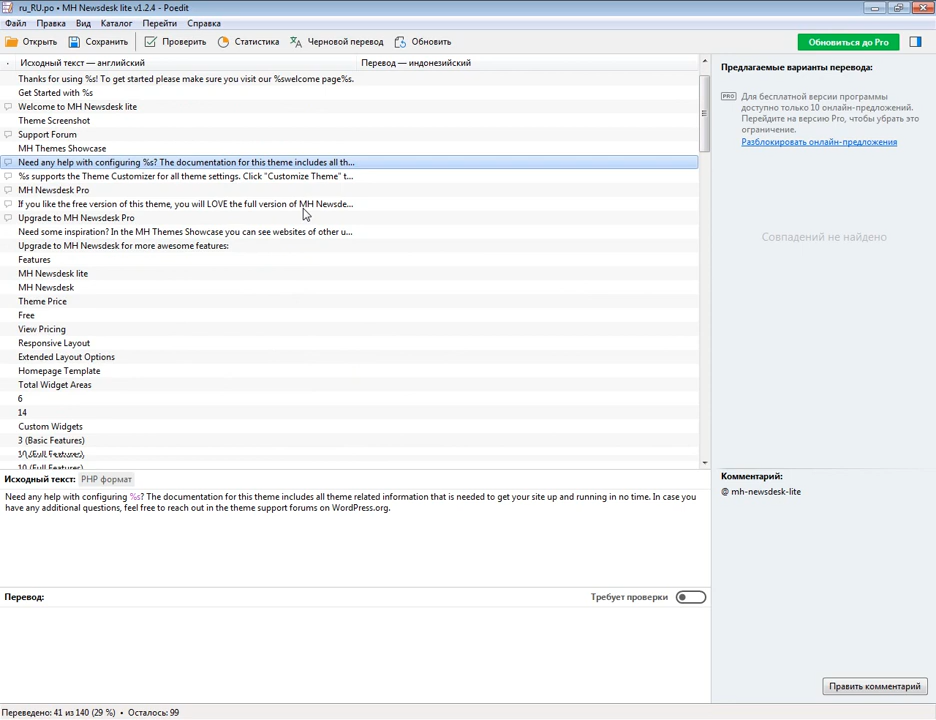 ru_RU.po • MH Newsdesk lite v1.2.4 - Poedit
Файл Правка Вид Каталог Перейти Справка
Открыть Сохранить Проверить Статистика Черновой перевод Обновить Обновиться до Pro
Исходный текст — английский Перевод — индонезийский
Thanks for using %s! To get started please make sure you visit our %swelcome page%s.
Get Started with %s
Welcome to MH Newsdesk lite
Theme Screenshot
Support Forum
MH Themes Showcase
Need any help with configuring %s? The documentation for this theme includes all th...
%s supports the Theme Customizer for all theme settings. Click "Customize Theme" t...
MH Newsdesk Pro
If you like the free version of this theme, you will LOVE the full version of MH Newsde...
Upgrade to MH Newsdesk Pro
Need some inspiration? In the MH Themes Showcase you can see websites of other u...
Upgrade to MH Newsdesk for more awesome features:
Features
MH Newsdesk lite
MH Newsdesk
Theme Price
Free
View Pricing
Responsive Layout
Extended Layout Options
Homepage Template
Total Widget Areas
6
14
Custom Widgets
3 (Basic Features)
10 (Full Features)
Исходный текст: PHP формат
Need any help with configuring %s? The documentation for this theme includes all theme related information that is needed to get your site up and running in no time. In case you
have any additional questions, feel free to reach out in the theme support forums on WordPress.org.
Перевод: Требует проверки
Предлагаемые варианты перевода:
PRO Для бесплатной версии программы
доступно только 10 онлайн-предложений.
Перейдите на версию Pro, чтобы убрать это
ограничение.
Разблокировать онлайн-предложения
Совпадений не найдено
Комментарий:
@ mh-newsdesk-lite
Править комментарий
Переведено: 41 из 140 (29 %) • Осталось: 99